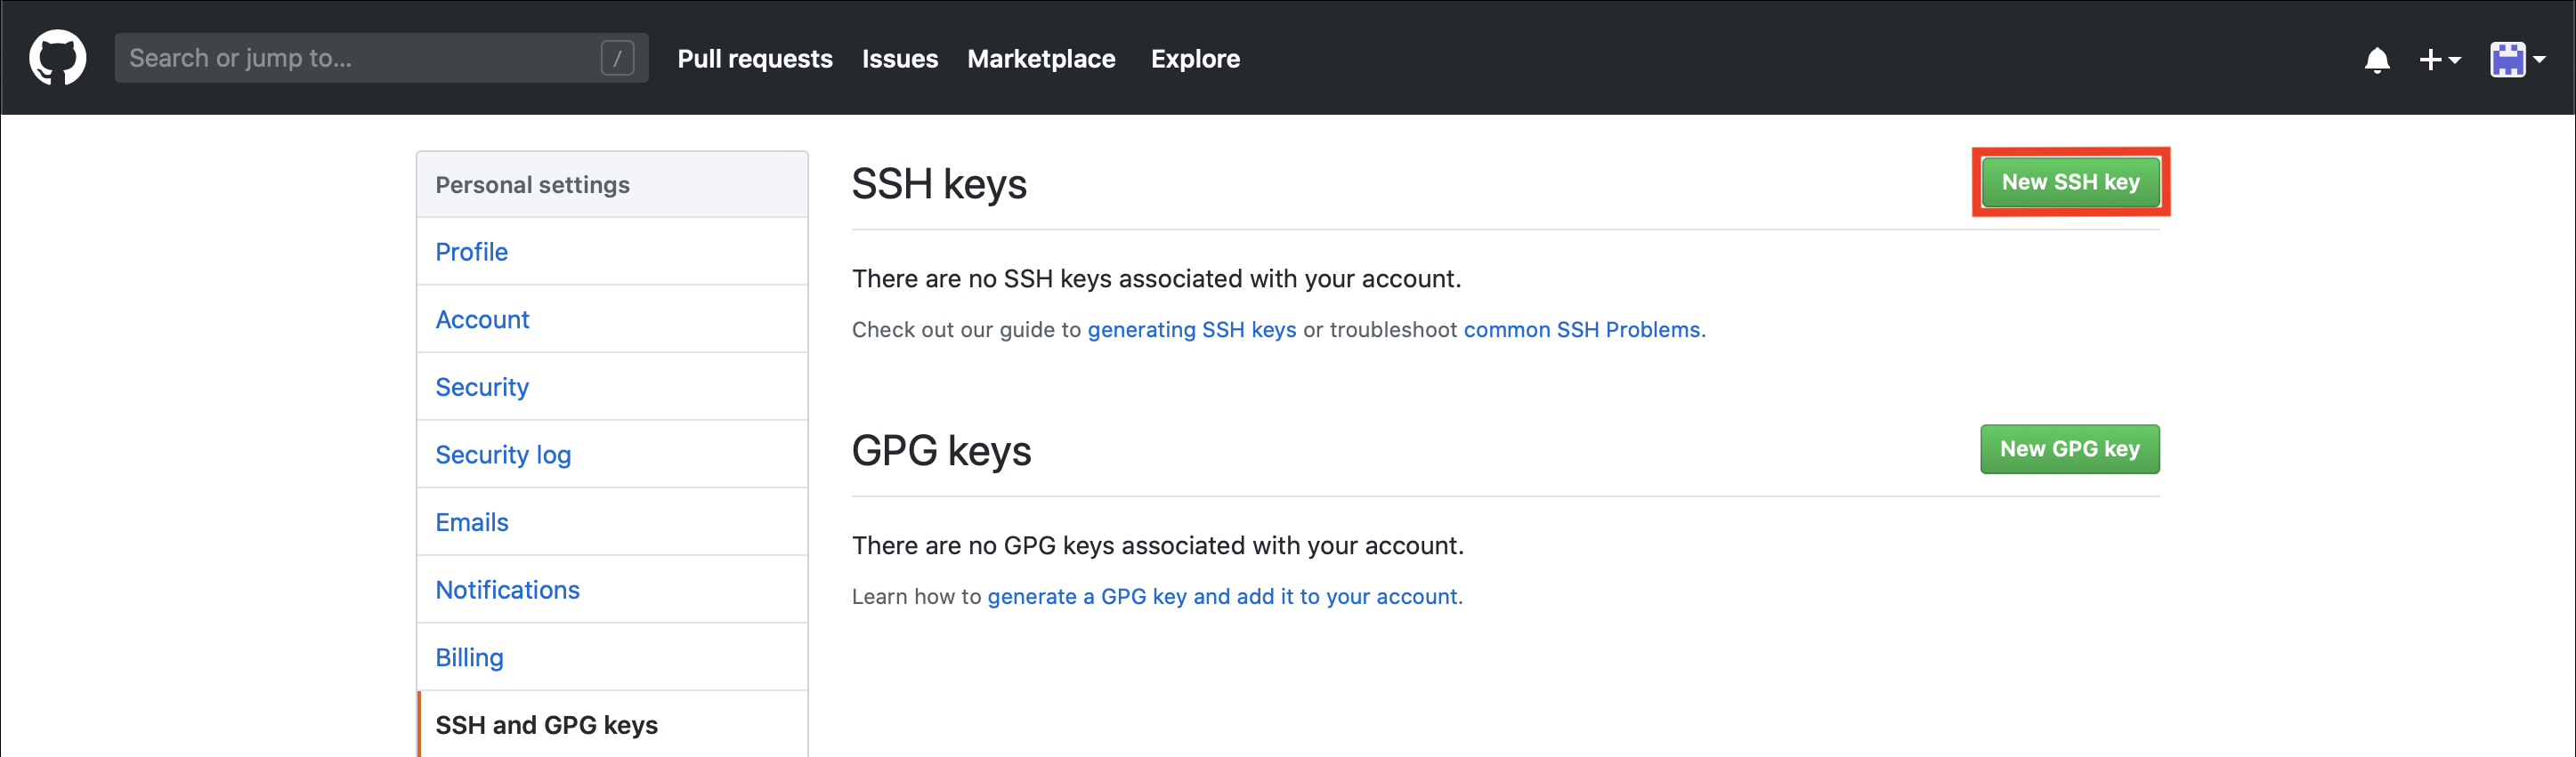 Search or jump to... /
Pull requests Issues Marketplace Explore
Personal settings
Profile
Account
Security
Security log
Emails
Notifications
Billing
SSH and GPG keys
SSH keys
New SSH key
There are no SSH keys associated with your account.
Check out our guide to generating SSH keys or troubleshoot common SSH Problems.
GPG keys
New GPG key
There are no GPG keys associated with your account.
Learn how to generate a GPG key and add it to your account.